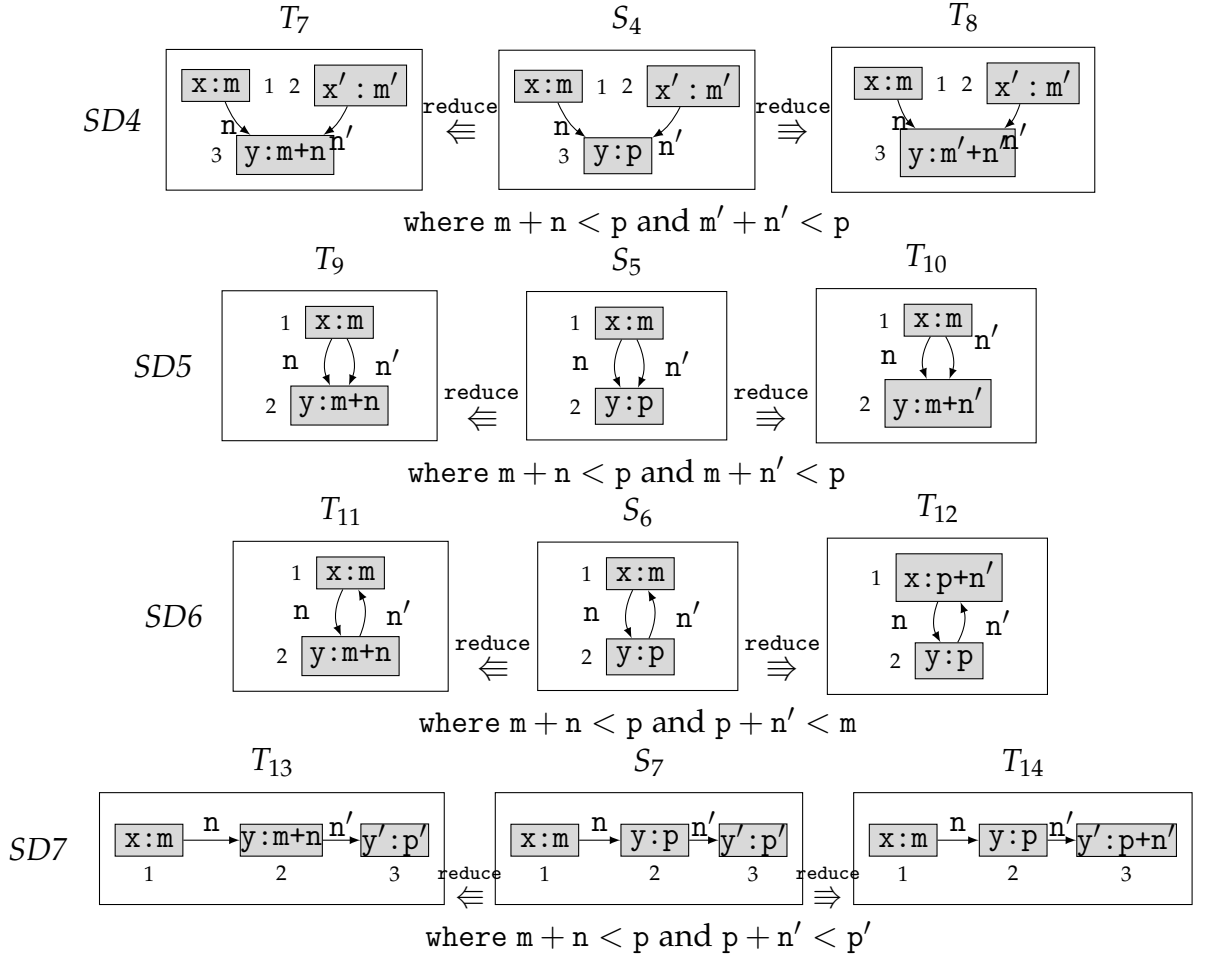 T₇ S₄ T₈
x:m 1 2 x′:m′ x:m 1 2 x′:m′ x:m 1 2 x′:m′
SD4 n n′ reduce ⇚ n n′ reduce ⇛ n n′
3 y:m+n 3 y:p 3 y:m′+n′
where m + n < p and m′ + n′ < p
T₉ S₅ T₁₀
1 x:m 1 x:m 1 x:m
SD5 n n′ reduce ⇚ n n′ reduce ⇛ n n′
2 y:m+n 2 y:p 2 y:m+n′
where m + n < p and m + n′ < p
T₁₁ S₆ T₁₂
1 x:m 1 x:m 1 x:p+n′
SD6 n n′ reduce ⇚ n n′ reduce ⇛ n n′
2 y:m+n 2 y:p 2 y:p
where m + n < p and p + n′ < m
T₁₃ S₇ T₁₄
SD7 x:m n y:m+n n′ y′:p′ x:m n y:p n′ y′:p′ x:m n y:p n′ y′:p+n′
1 2 3 reduce ⇚ 1 2 3 reduce ⇛ 1 2 3
where m + n < p and p + n′ < p′